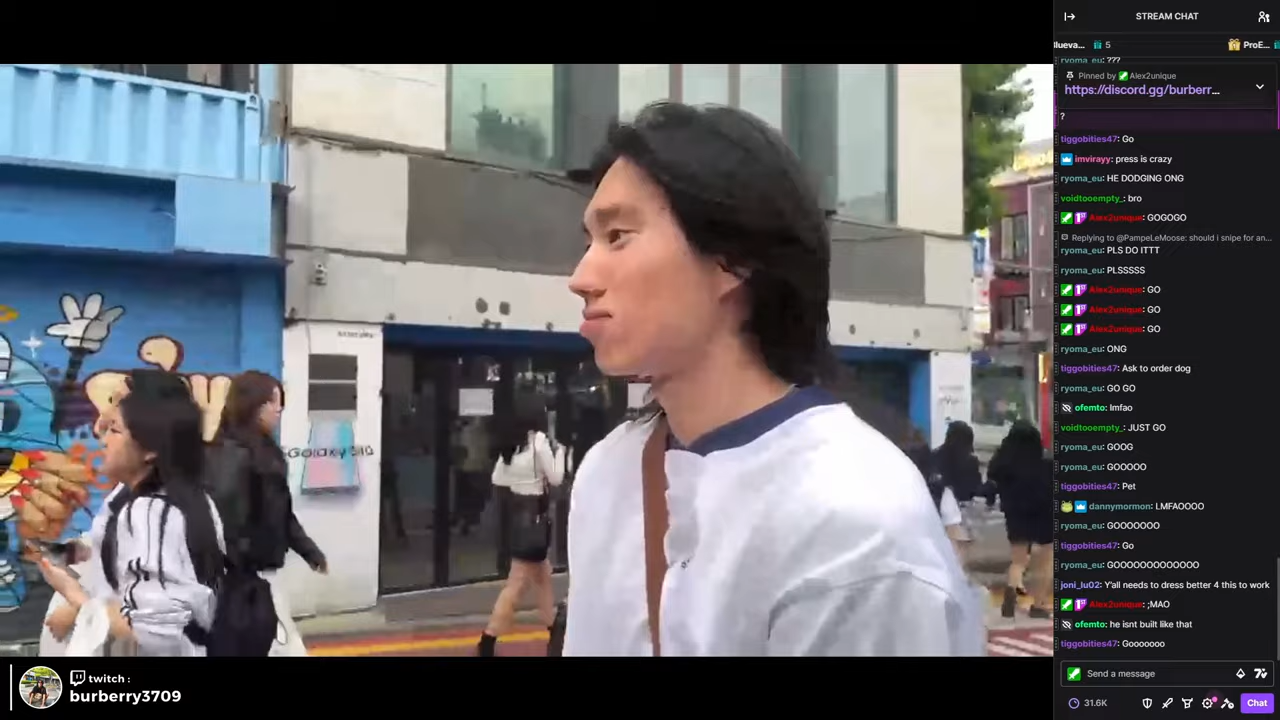 STREAM CHAT
Blueva... 5
ProE...
ryoma_eu: ???
Pinned by Alex2unique
https://discord.gg/burberr...
?
tiggobities47: Go
imvirayy: press is crazy
ryoma_eu: HE DODGING ONG
voidtooempty_: bro
Alex2unique: GOGOGO
Replying to @PampeLeMoose: should i snipe for an...
ryoma_eu: PLS DO ITTT
ryoma_eu: PLSSSSS
Alex2unique: GO
Alex2unique: GO
Alex2unique: GO
ryoma_eu: ONG
tiggobities47: Ask to order dog
ryoma_eu: GO GO
ofemto: lmfao
voidtooempty_: JUST GO
ryoma_eu: GOOG
ryoma_eu: GOOOOO
tiggobities47: Pet
dannymormon: LMFAOOOO
ryoma_eu: GOOOOOOO
tiggobities47: Go
ryoma_eu: GOOOOOOOOOOOOO
joni_lu02: Y'all needs to dress better 4 this to work
Alex2unique: ;MAO
ofemto: he isnt built like that
tiggobities47: Gooooooo
Send a message
31.6K
Chat
Galaxy
twitch :
burberry3709